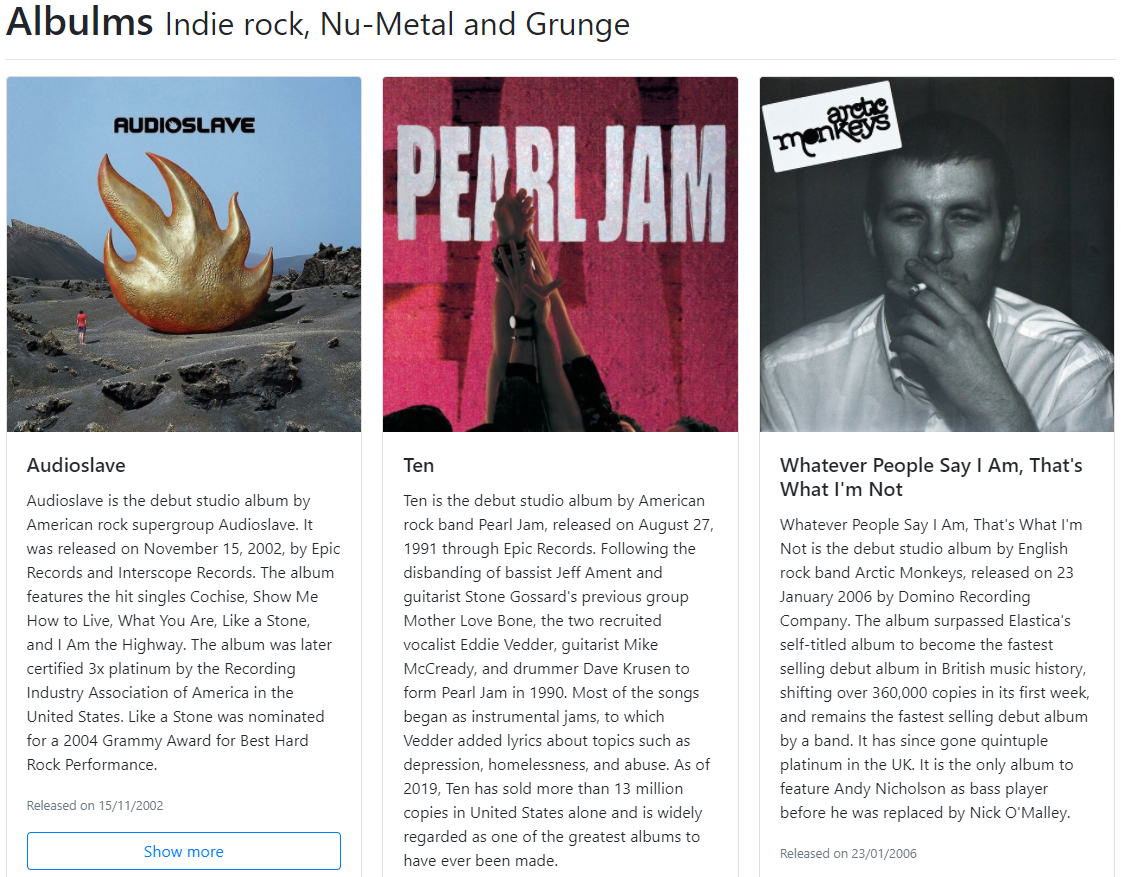 Albulms Indie rock, Nu-Metal and Grunge
AUDIOSLAVE
PEARL JAM
arctic
monkeys
Audioslave
Audioslave is the debut studio album by
American rock supergroup Audioslave. It
was released on November 15, 2002, by Epic
Records and Interscope Records. The album
features the hit singles Cochise, Show Me
How to Live, What You Are, Like a Stone,
and I Am the Highway. The album was later
certified 3x platinum by the Recording
Industry Association of America in the
United States. Like a Stone was nominated
for a 2004 Grammy Award for Best Hard
Rock Performance.
Released on 15/11/2002
Show more
Ten
Ten is the debut studio album by American
rock band Pearl Jam, released on August 27,
1991 through Epic Records. Following the
disbanding of bassist Jeff Ament and
guitarist Stone Gossard's previous group
Mother Love Bone, the two recruited
vocalist Eddie Vedder, guitarist Mike
McCready, and drummer Dave Krusen to
form Pearl Jam in 1990. Most of the songs
began as instrumental jams, to which
Vedder added lyrics about topics such as
depression, homelessness, and abuse. As of
2019, Ten has sold more than 13 million
copies in United States alone and is widely
regarded as one of the greatest albums to
have ever been made.
Whatever People Say I Am, That's
What I'm Not
Whatever People Say I Am, That's What I'm
Not is the debut studio album by English
rock band Arctic Monkeys, released on 23
January 2006 by Domino Recording
Company. The album surpassed Elastica's
self-titled album to become the fastest
selling debut album in British music history,
shifting over 360,000 copies in its first week,
and remains the fastest selling debut album
by a band. It has since gone quintuple
platinum in the UK. It is the only album to
feature Andy Nicholson as bass player
before he was replaced by Nick O'Malley.
Released on 23/01/2006